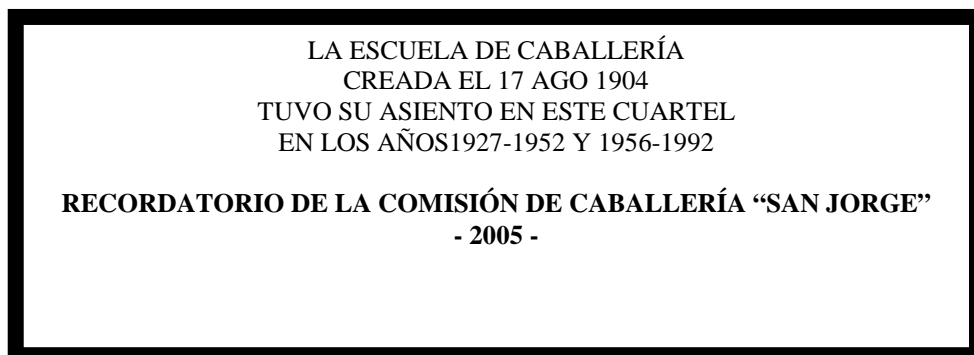 LA ESCUELA DE CABALLERÍA
CREADA EL 17 AGO 1904
TUVO SU ASIENTO EN ESTE CUARTEL
EN LOS AÑOS1927-1952 Y 1956-1992
RECORDATORIO DE LA COMISIÓN DE CABALLERÍA “SAN JORGE”
- 2005 -